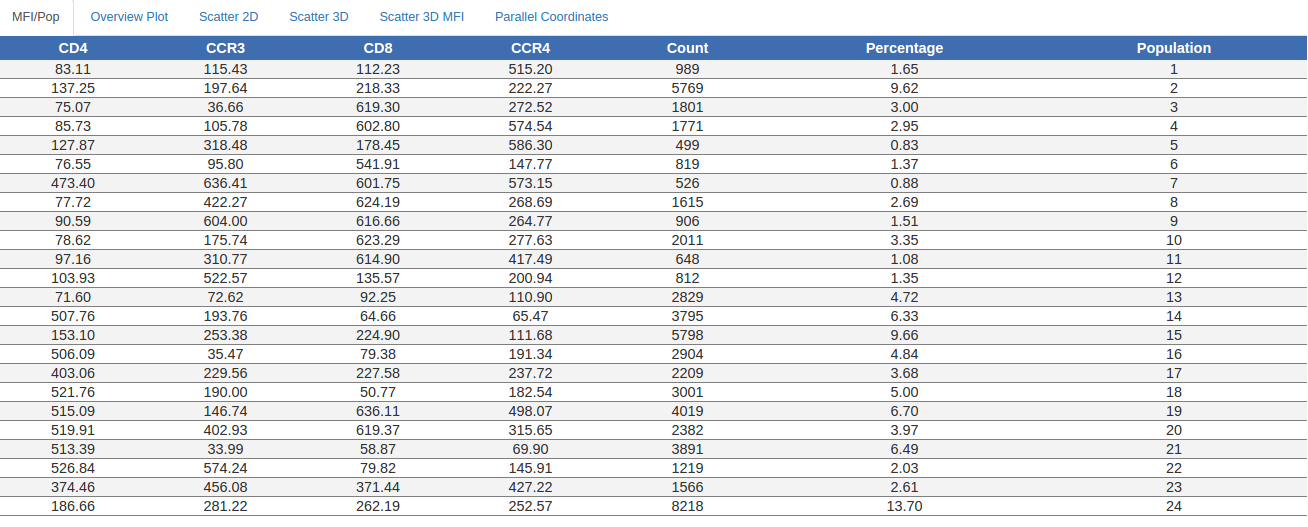 MFI/Pop Overview Plot Scatter 2D Scatter 3D Scatter 3D MFI Parallel Coordinates
CD4 CCR3 CD8 CCR4 Count Percentage Population
83.11 115.43 112.23 515.20 989 1.65 1
137.25 197.64 218.33 222.27 5769 9.62 2
75.07 36.66 619.30 272.52 1801 3.00 3
85.73 105.78 602.80 574.54 1771 2.95 4
127.87 318.48 178.45 586.30 499 0.83 5
76.55 95.80 541.91 147.77 819 1.37 6
473.40 636.41 601.75 573.15 526 0.88 7
77.72 422.27 624.19 268.69 1615 2.69 8
90.59 604.00 616.66 264.77 906 1.51 9
78.62 175.74 623.29 277.63 2011 3.35 10
97.16 310.77 614.90 417.49 648 1.08 11
103.93 522.57 135.57 200.94 812 1.35 12
71.60 72.62 92.25 110.90 2829 4.72 13
507.76 193.76 64.66 65.47 3795 6.33 14
153.10 253.38 224.90 111.68 5798 9.66 15
506.09 35.47 79.38 191.34 2904 4.84 16
403.06 229.56 227.58 237.72 2209 3.68 17
521.76 190.00 50.77 182.54 3001 5.00 18
515.09 146.74 636.11 498.07 4019 6.70 19
519.91 402.93 619.37 315.65 2382 3.97 20
513.39 33.99 58.87 69.90 3891 6.49 21
526.84 574.24 79.82 145.91 1219 2.03 22
374.46 456.08 371.44 427.22 1566 2.61 23
186.66 281.22 262.19 252.57 8218 13.70 24